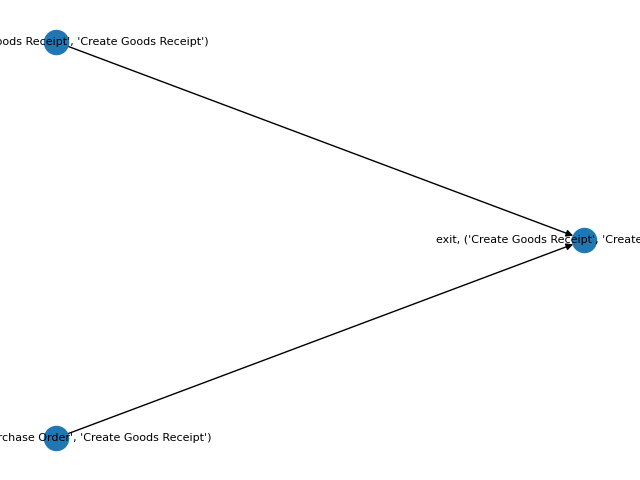 oods Receipt', 'Create Goods Receipt')
exit, ('Create Goods Receipt', 'Create
rchase Order', 'Create Goods Receipt')